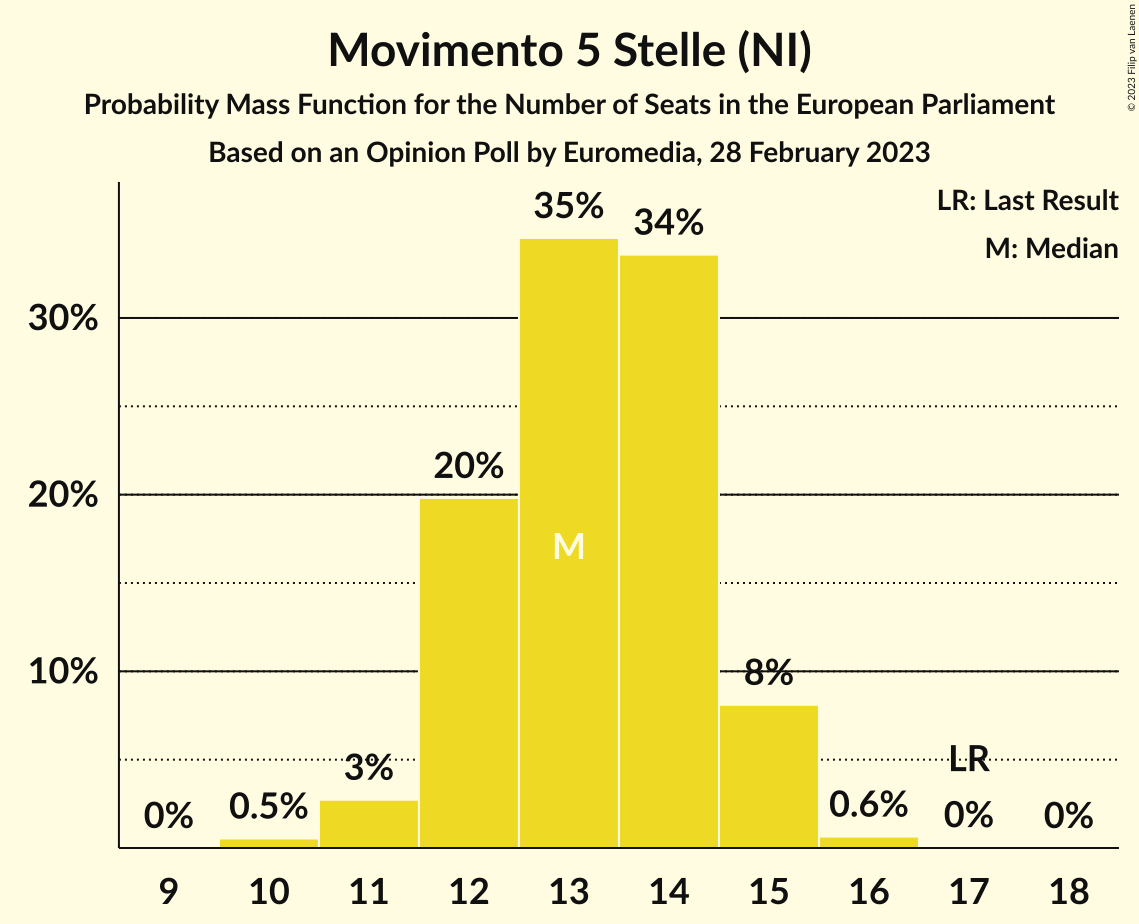 © 2023 Filip van Laenen
Movimento 5 Stelle (NI)
Probability Mass Function for the Number of Seats in the European Parliament
Based on an Opinion Poll by Euromedia, 28 February 2023
LR: Last Result
M: Median
35%
34%
30%
20%
20%
M
10%
8%
3%
LR
0%
0.5%
0.6%
0%
0%
9 10 11 12 13 14 15 16 17 18